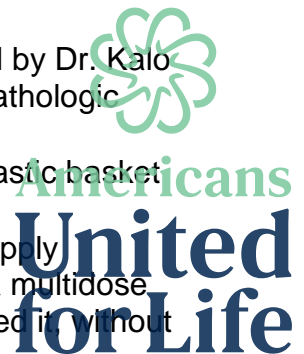 by Dr. Kalo
athologic
astic basket
pply
multidose
ed it, without
Americans
United
for Life